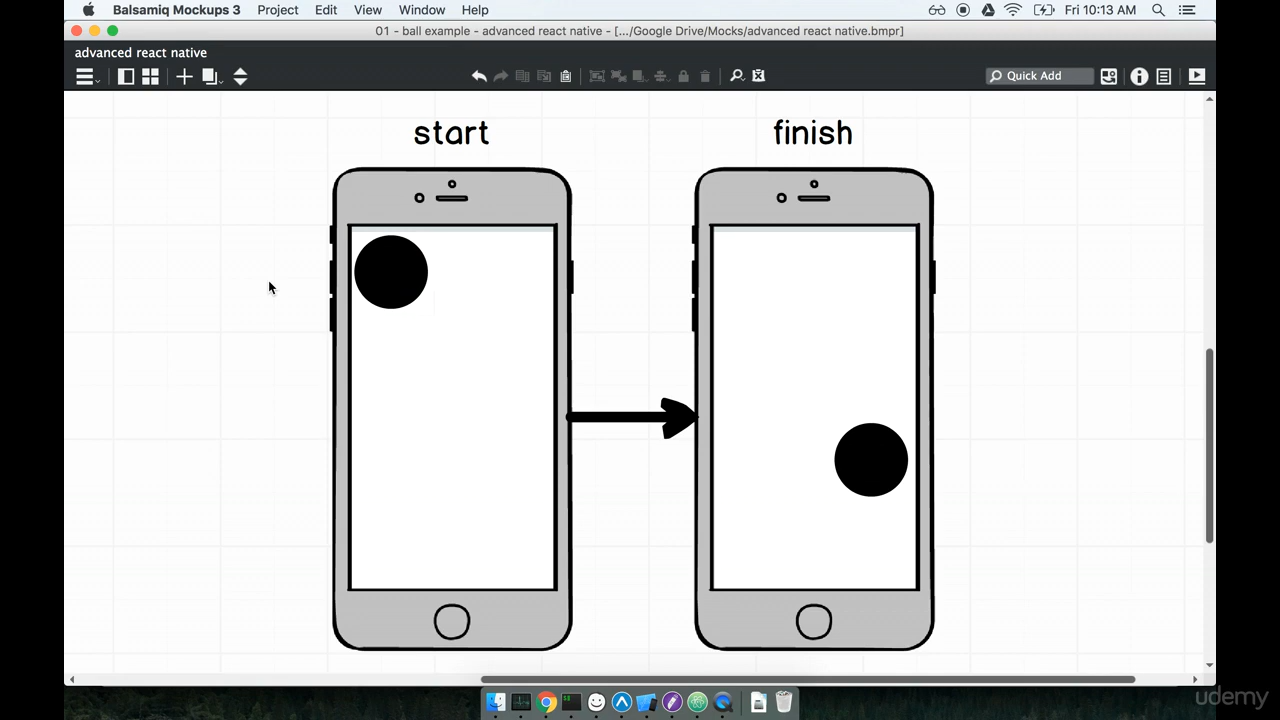 Balsamiq Mockups 3 Project Edit View Window Help Fri 10:13 AM
01 - ball example - advanced react native - [.../Google Drive/Mocks/advanced react native.bmpr]
advanced react native
Quick Add
start finish
udemy